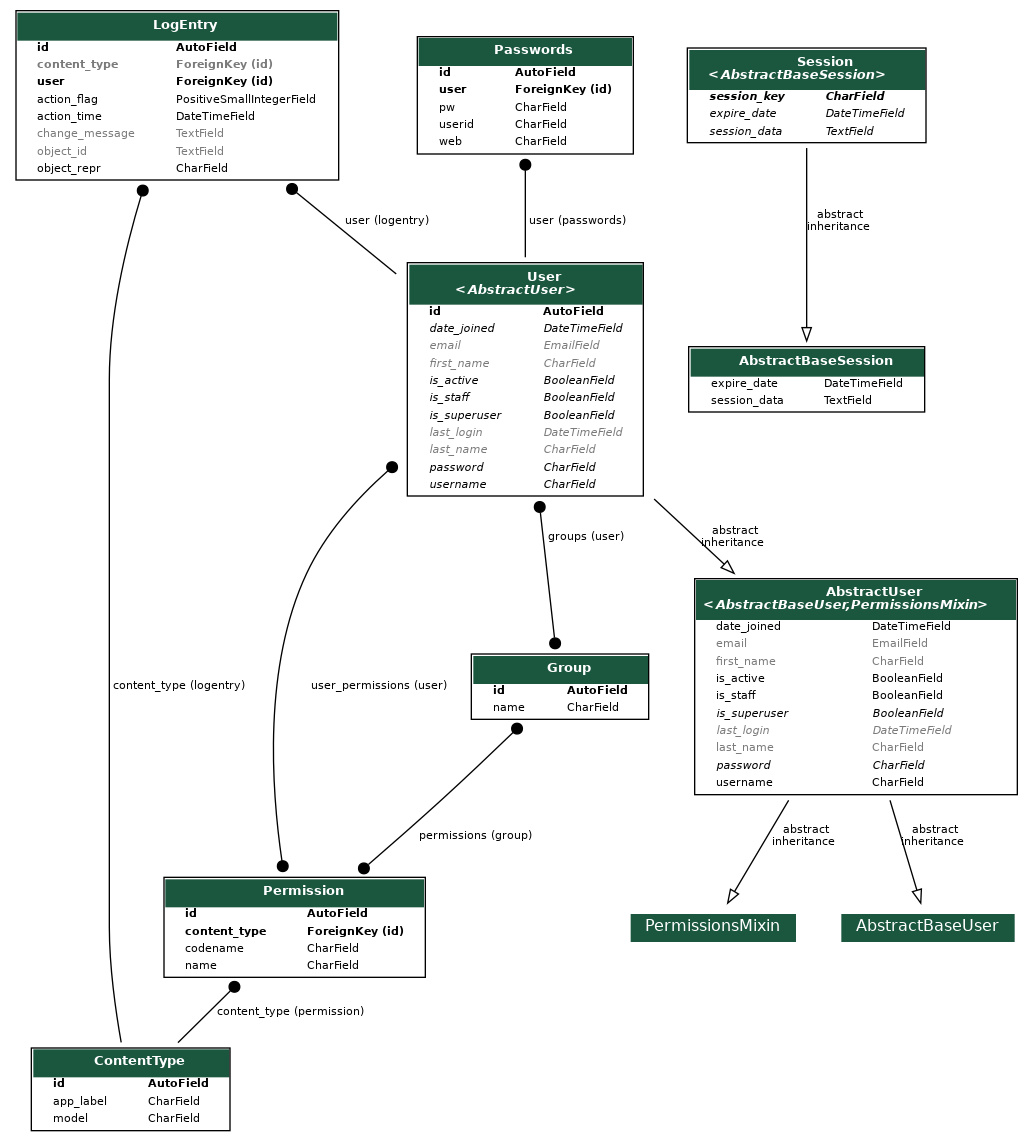 LogEntry
id AutoField
content_type ForeignKey (id)
user ForeignKey (id)
action_flag PositiveSmallIntegerField
action_time DateTimeField
change_message TextField
object_id TextField
object_repr CharField
Passwords
id AutoField
user ForeignKey (id)
pw CharField
userid CharField
web CharField
Session
<AbstractBaseSession>
session_key CharField
expire_date DateTimeField
session_data TextField
user (logentry)
user (passwords)
abstract
inheritance
User
<AbstractUser>
id AutoField
date_joined DateTimeField
email EmailField
first_name CharField
is_active BooleanField
is_staff BooleanField
is_superuser BooleanField
last_login DateTimeField
last_name CharField
password CharField
username CharField
AbstractBaseSession
expire_date DateTimeField
session_data TextField
groups (user)
abstract
inheritance
AbstractUser
<AbstractBaseUser,PermissionsMixin>
date_joined DateTimeField
email EmailField
first_name CharField
is_active BooleanField
is_staff BooleanField
is_superuser BooleanField
last_login DateTimeField
last_name CharField
password CharField
username CharField
content_type (logentry)
user_permissions (user)
Group
id AutoField
name CharField
permissions (group)
abstract
inheritance
abstract
inheritance
Permission
id AutoField
content_type ForeignKey (id)
codename CharField
name CharField
PermissionsMixin
AbstractBaseUser
content_type (permission)
ContentType
id AutoField
app_label CharField
model CharField